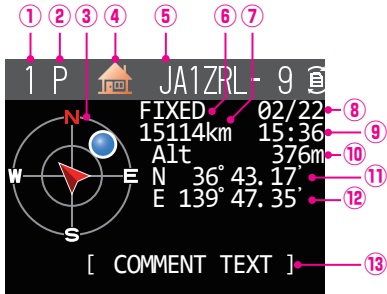 ① ② ③ ④ ⑤ ⑥ ⑦
1 P JA1ZRL- 9
N FIXED 02/22 ⑧
15114km 15:36 ⑨
Alt 376m ⑩
W E N 36°43.17' ⑪
E 139°47.35' ⑫
S
[ COMMENT TEXT ] ⑬